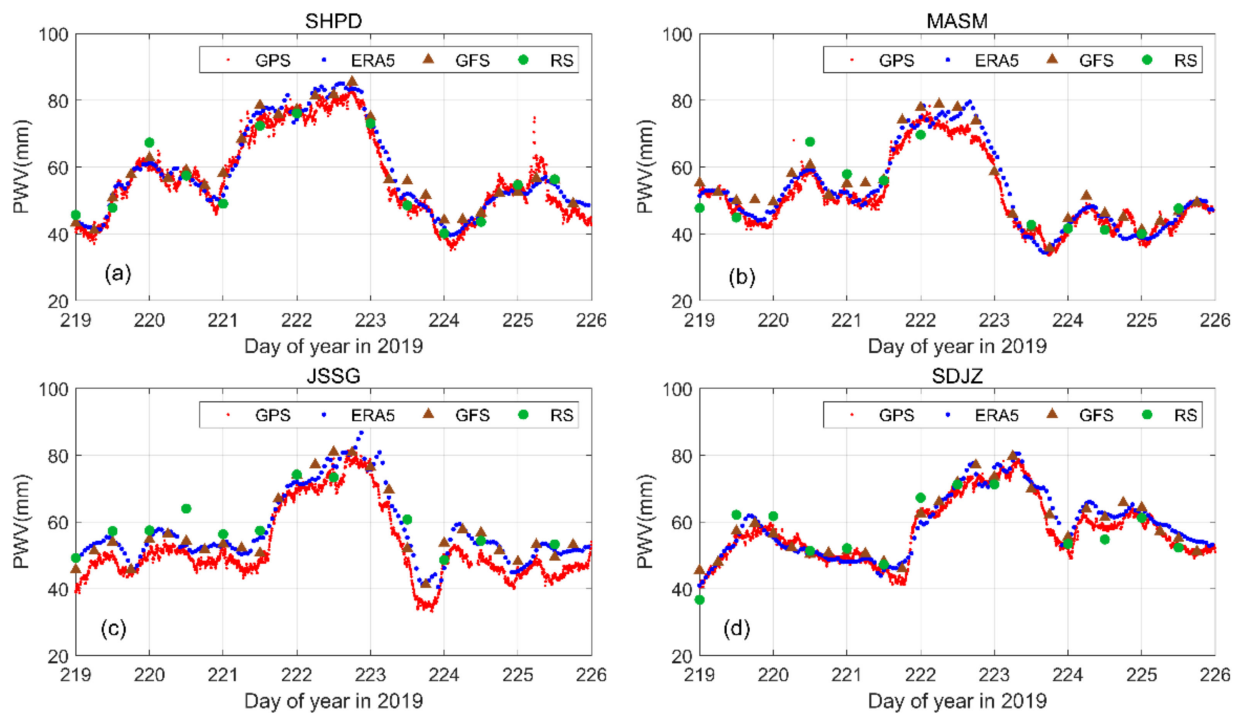 SHPD
GPS ERA5 GFS RS
100
80
60
40
20
PWV(mm)
(a)
219 220 221 222 223 224 225 226
Day of year in 2019
MASM
GPS ERA5 GFS RS
100
80
60
40
20
PWV(mm)
(b)
219 220 221 222 223 224 225 226
Day of year in 2019
JSSG
GPS ERA5 GFS RS
100
80
60
40
20
PWV(mm)
(c)
219 220 221 222 223 224 225 226
Day of year in 2019
SDJZ
GPS ERA5 GFS RS
100
80
60
40
20
PWV(mm)
(d)
219 220 221 222 223 224 225 226
Day of year in 2019